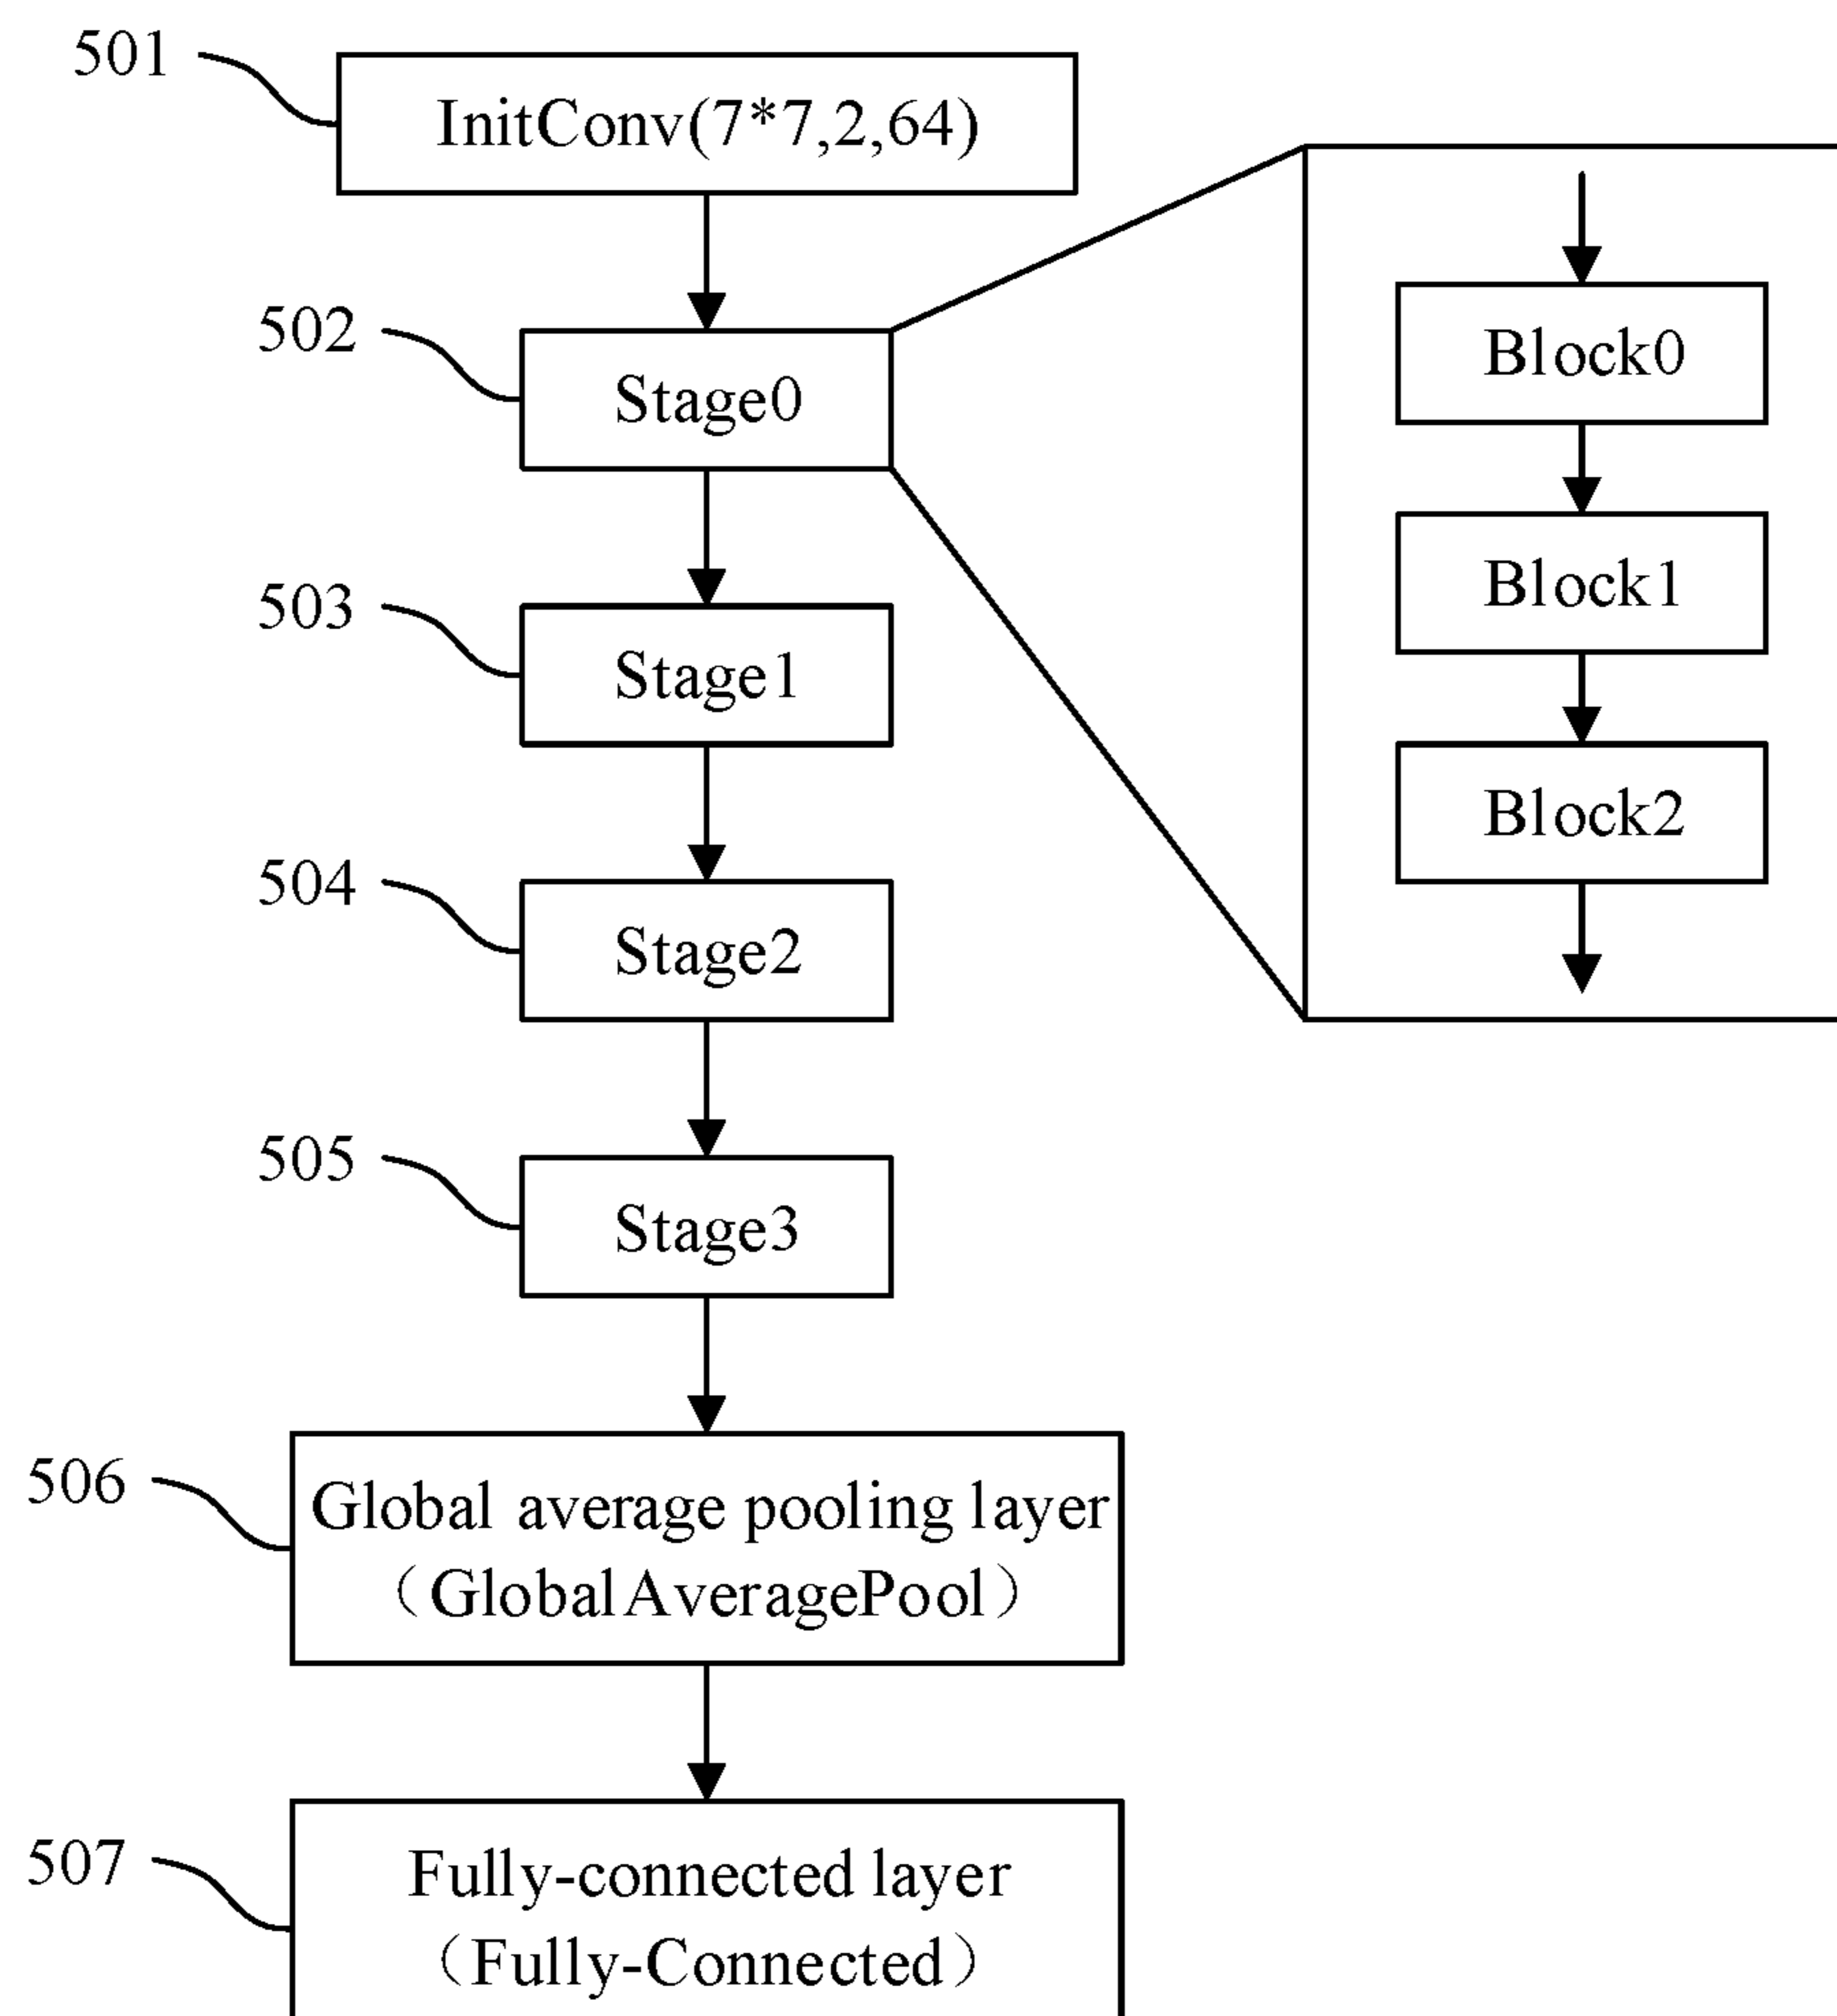 501
InitConv(7*7,2,64)
502
Stage0
Block0
503
Stage1
Block1
504
Stage2
Block2
505
Stage3
506
Global average pooling layer
（GlobalAveragePool）
507
Fully-connected layer
（Fully-Connected）